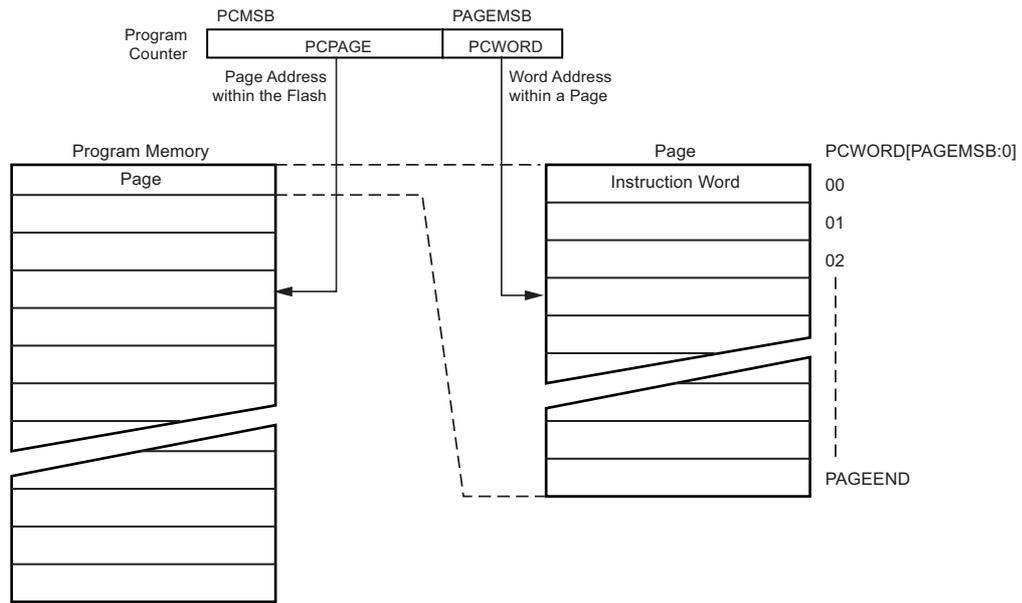 PCMSB
PAGEMSB
Program
Counter
PCPAGE
PCWORD
Page Address
within the Flash
Word Address
within a Page
Program Memory
Page
Page
Instruction Word
PCWORD[PAGEMSB:0]
00
01
02
PAGEEND